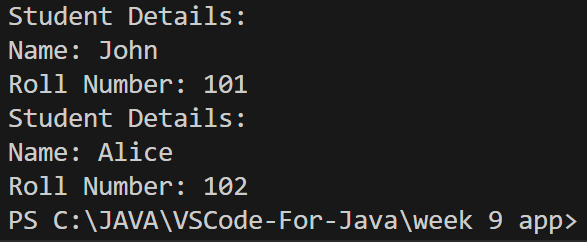 Student Details:
Name: John
Roll Number: 101
Student Details:
Name: Alice
Roll Number: 102
PS C:\JAVA\VSCode-For-Java\week 9 app>